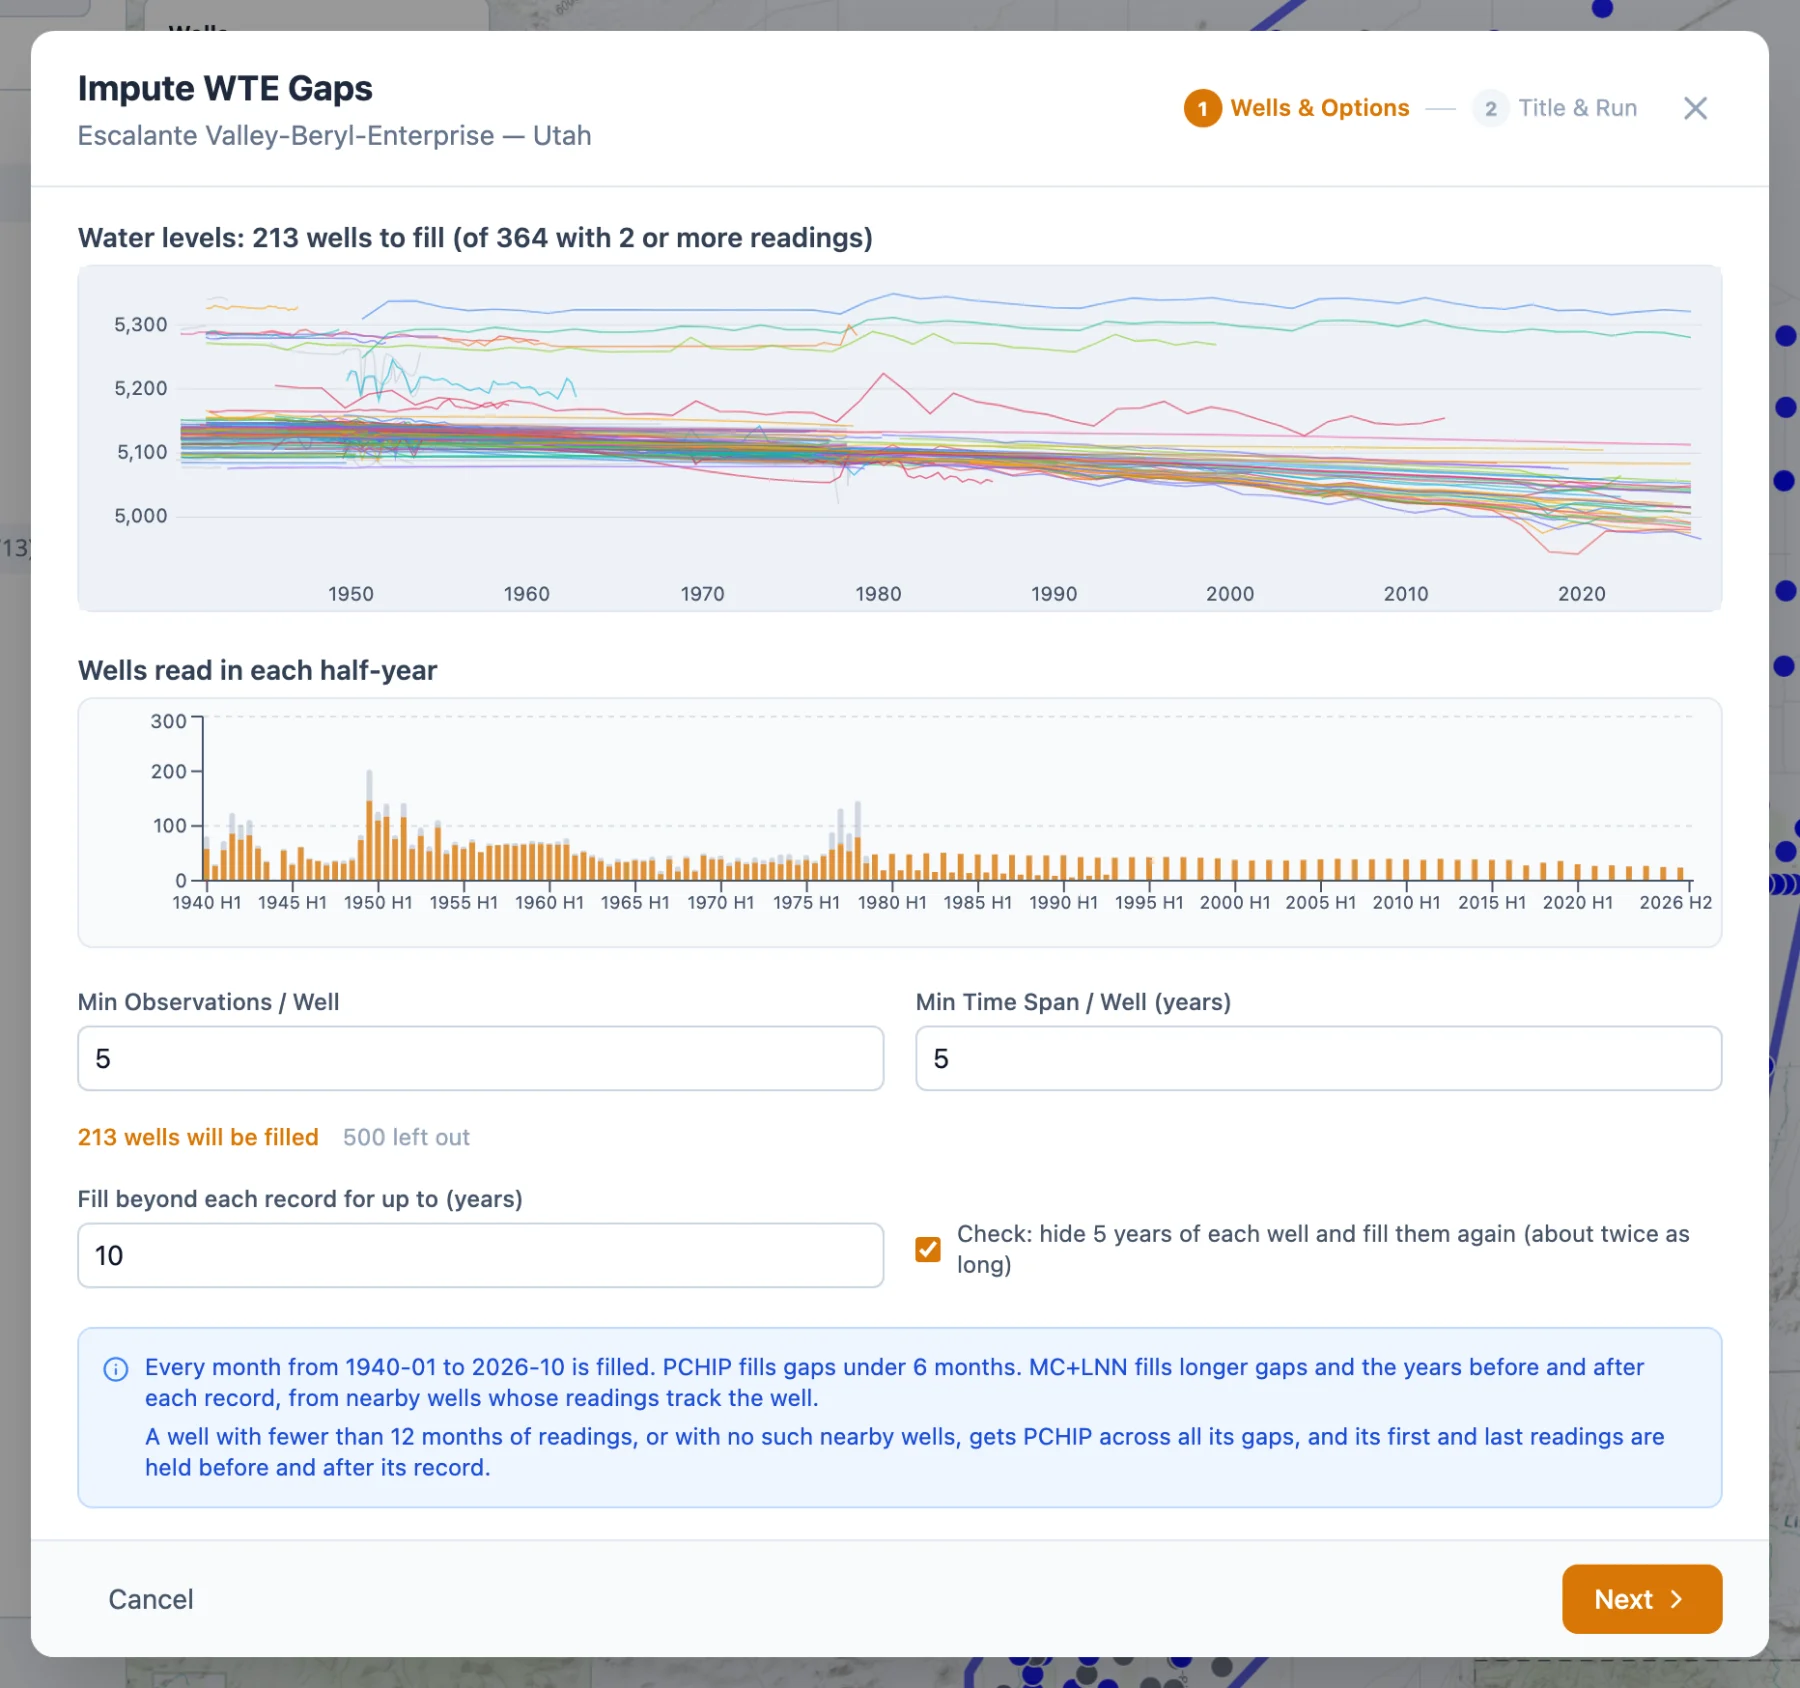 Impute WTE Gaps
Escalante Valley-Beryl-Enterprise — Utah
1 Wells & Options
2 Title & Run
Water levels: 213 wells to fill (of 364 with 2 or more readings)
5,300
5,200
5,100
5,000
1950 1960 1970 1980 1990 2000 2010 2020
Wells read in each half-year
300
200
100
0
1940 H1 1945 H1 1950 H1 1955 H1 1960 H1 1965 H1 1970 H1 1975 H1 1980 H1 1985 H1 1990 H1 1995 H1 2000 H1 2005 H1 2010 H1 2015 H1 2020 H1 2026 H2
Min Observations / Well
5
Min Time Span / Well (years)
5
213 wells will be filled 500 left out
Fill beyond each record for up to (years)
10
Check: hide 5 years of each well and fill them again (about twice as
long)
Every month from 1940-01 to 2026-10 is filled. PCHIP fills gaps under 6 months. MC+LNN fills longer gaps and the years before and after
each record, from nearby wells whose readings track the well.
A well with fewer than 12 months of readings, or with no such nearby wells, gets PCHIP across all its gaps, and its first and last readings are
held before and after its record.
Cancel
Next